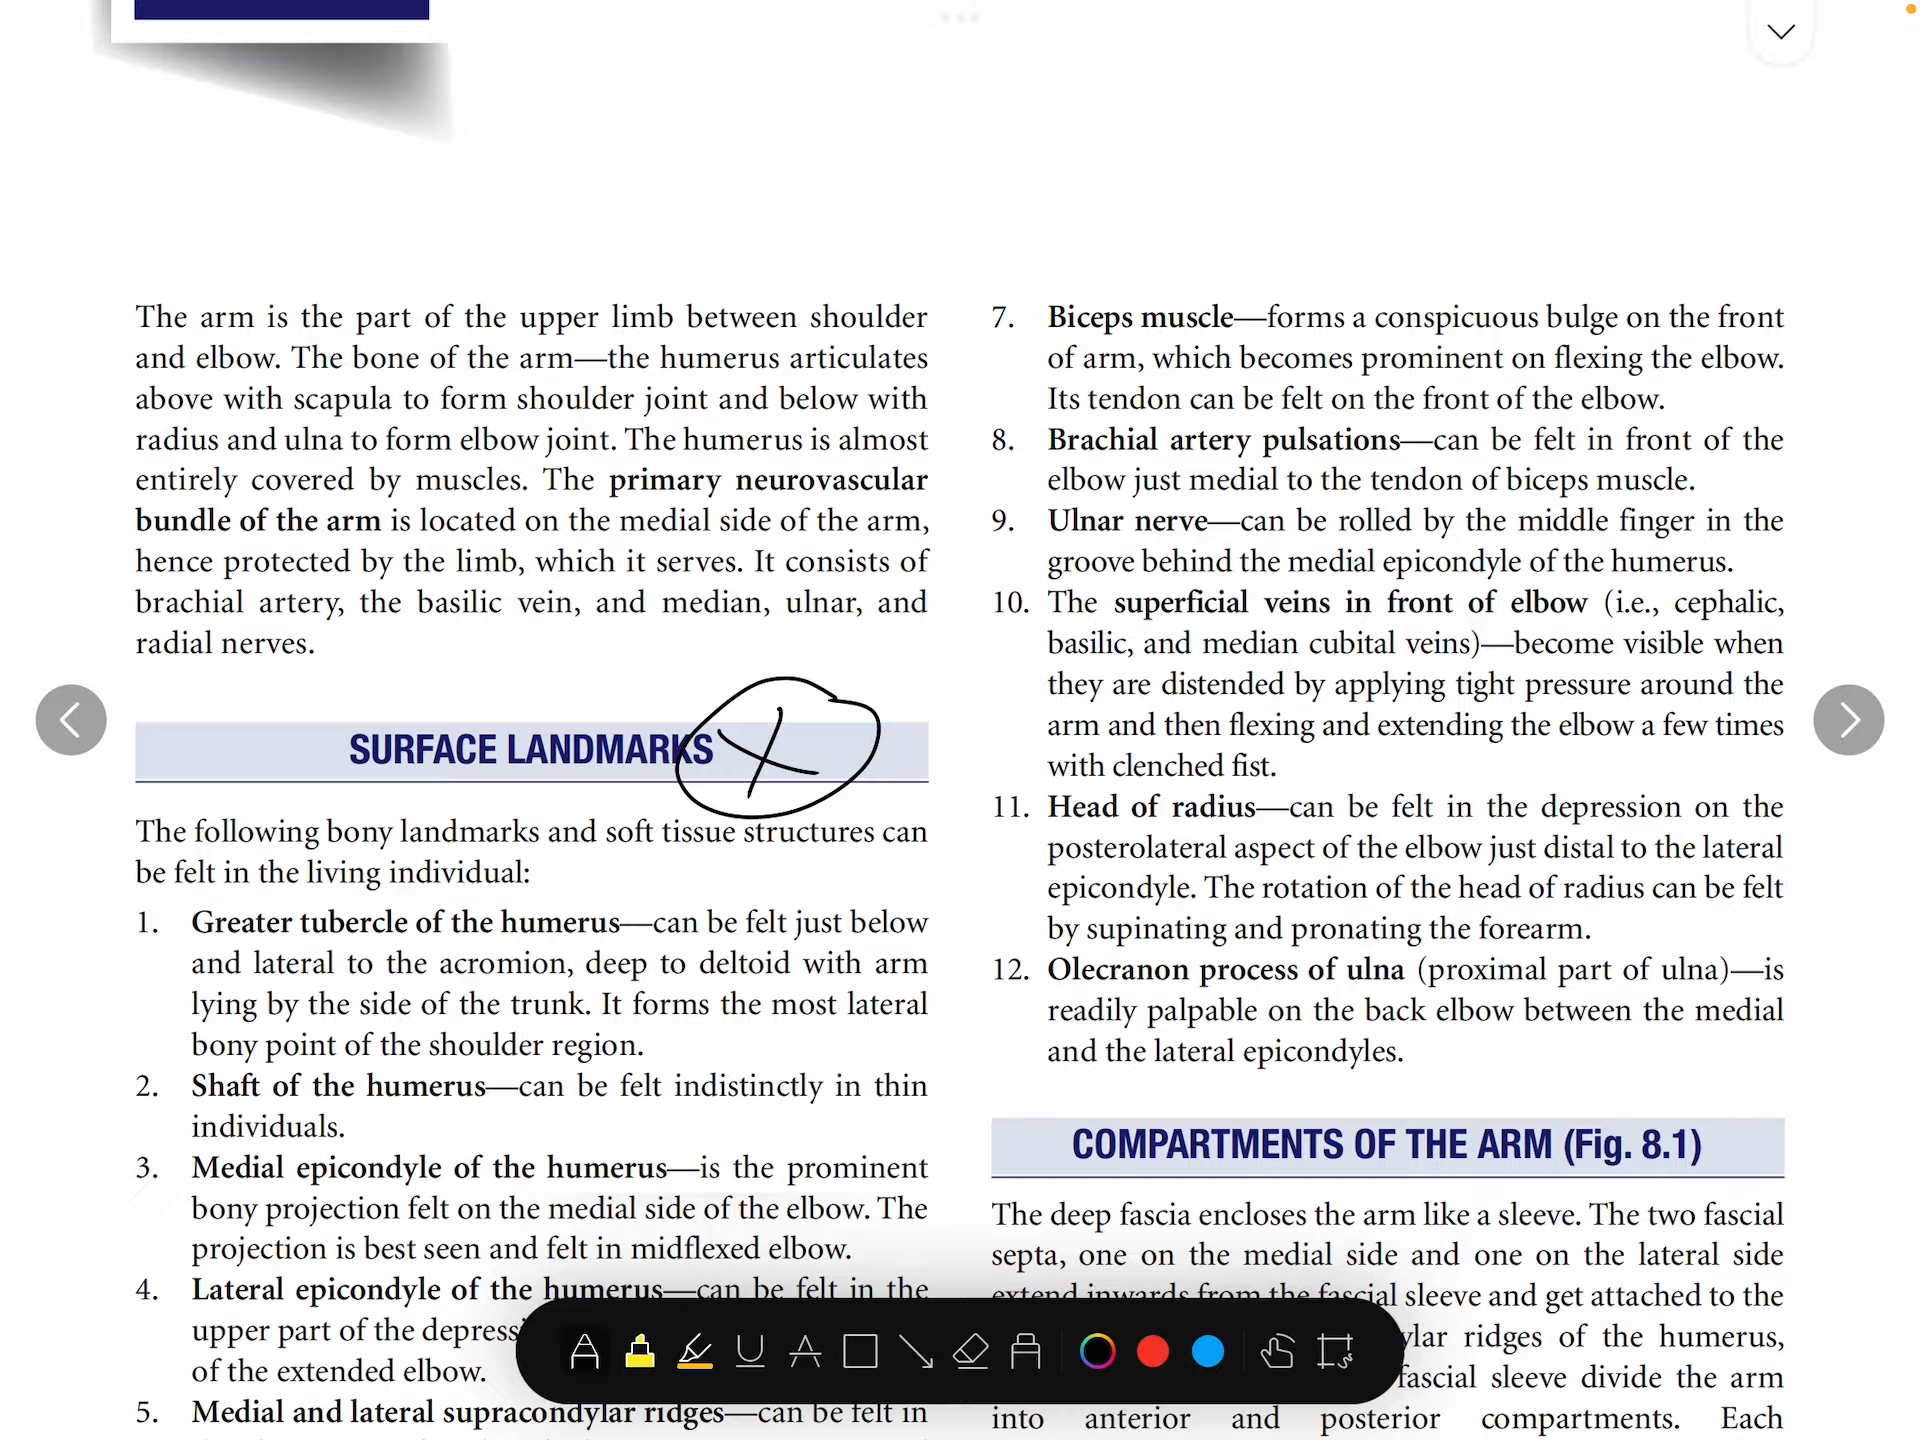 The arm is the part of the upper limb between shoulder
and elbow. The bone of the arm—the humerus articulates
above with scapula to form shoulder joint and below with
radius and ulna to form elbow joint. The humerus is almost
entirely covered by muscles. The primary neurovascular
bundle of the arm is located on the medial side of the arm,
hence protected by the limb, which it serves. It consists of
brachial artery, the basilic vein, and median, ulnar, and
radial nerves.
SURFACE LANDMARKS
The following bony landmarks and soft tissue structures can
be felt in the living individual:
1. Greater tubercle of the humerus—can be felt just below
and lateral to the acromion, deep to deltoid with arm
lying by the side of the trunk. It forms the most lateral
bony point of the shoulder region.
2. Shaft of the humerus—can be felt indistinctly in thin
individuals.
3. Medial epicondyle of the humerus—is the prominent
bony projection felt on the medial side of the elbow. The
projection is best seen and felt in midflexed elbow.
4. Lateral epicondyle of the humerus—can be felt in the
upper part of the
of the extended elbow.
5. Medial and lateral supracondylar ridges—can be felt in
7. Biceps muscle—forms a conspicuous bulge on the front
of arm, which becomes prominent on flexing the elbow.
Its tendon can be felt on the front of the elbow.
8. Brachial artery pulsations—can be felt in front of the
elbow just medial to the tendon of biceps muscle.
9. Ulnar nerve—can be rolled by the middle finger in the
groove behind the medial epicondyle of the humerus.
10. The superficial veins in front of elbow (i.e., cephalic,
basilic, and median cubital veins)—become visible when
they are distended by applying tight pressure around the
arm and then flexing and extending the elbow a few times
with clenched fist.
11. Head of radius—can be felt in the depression on the
posterolateral aspect of the elbow just distal to the lateral
epicondyle. The rotation of the head of radius can be felt
by supinating and pronating the forearm.
12. Olecranon process of ulna (proximal part of ulna)—is
readily palpable on the back elbow between the medial
and the lateral epicondyles.
COMPARTMENTS OF THE ARM (Fig. 8.1)
The deep fascia encloses the arm like a sleeve. The two fascial
septa, one on the medial side and one on the lateral side
extend inwards from the fascial sleeve and get attached to the
ridges of the humerus,
fascial sleeve divide the arm
into anterior and posterior compartments. Each